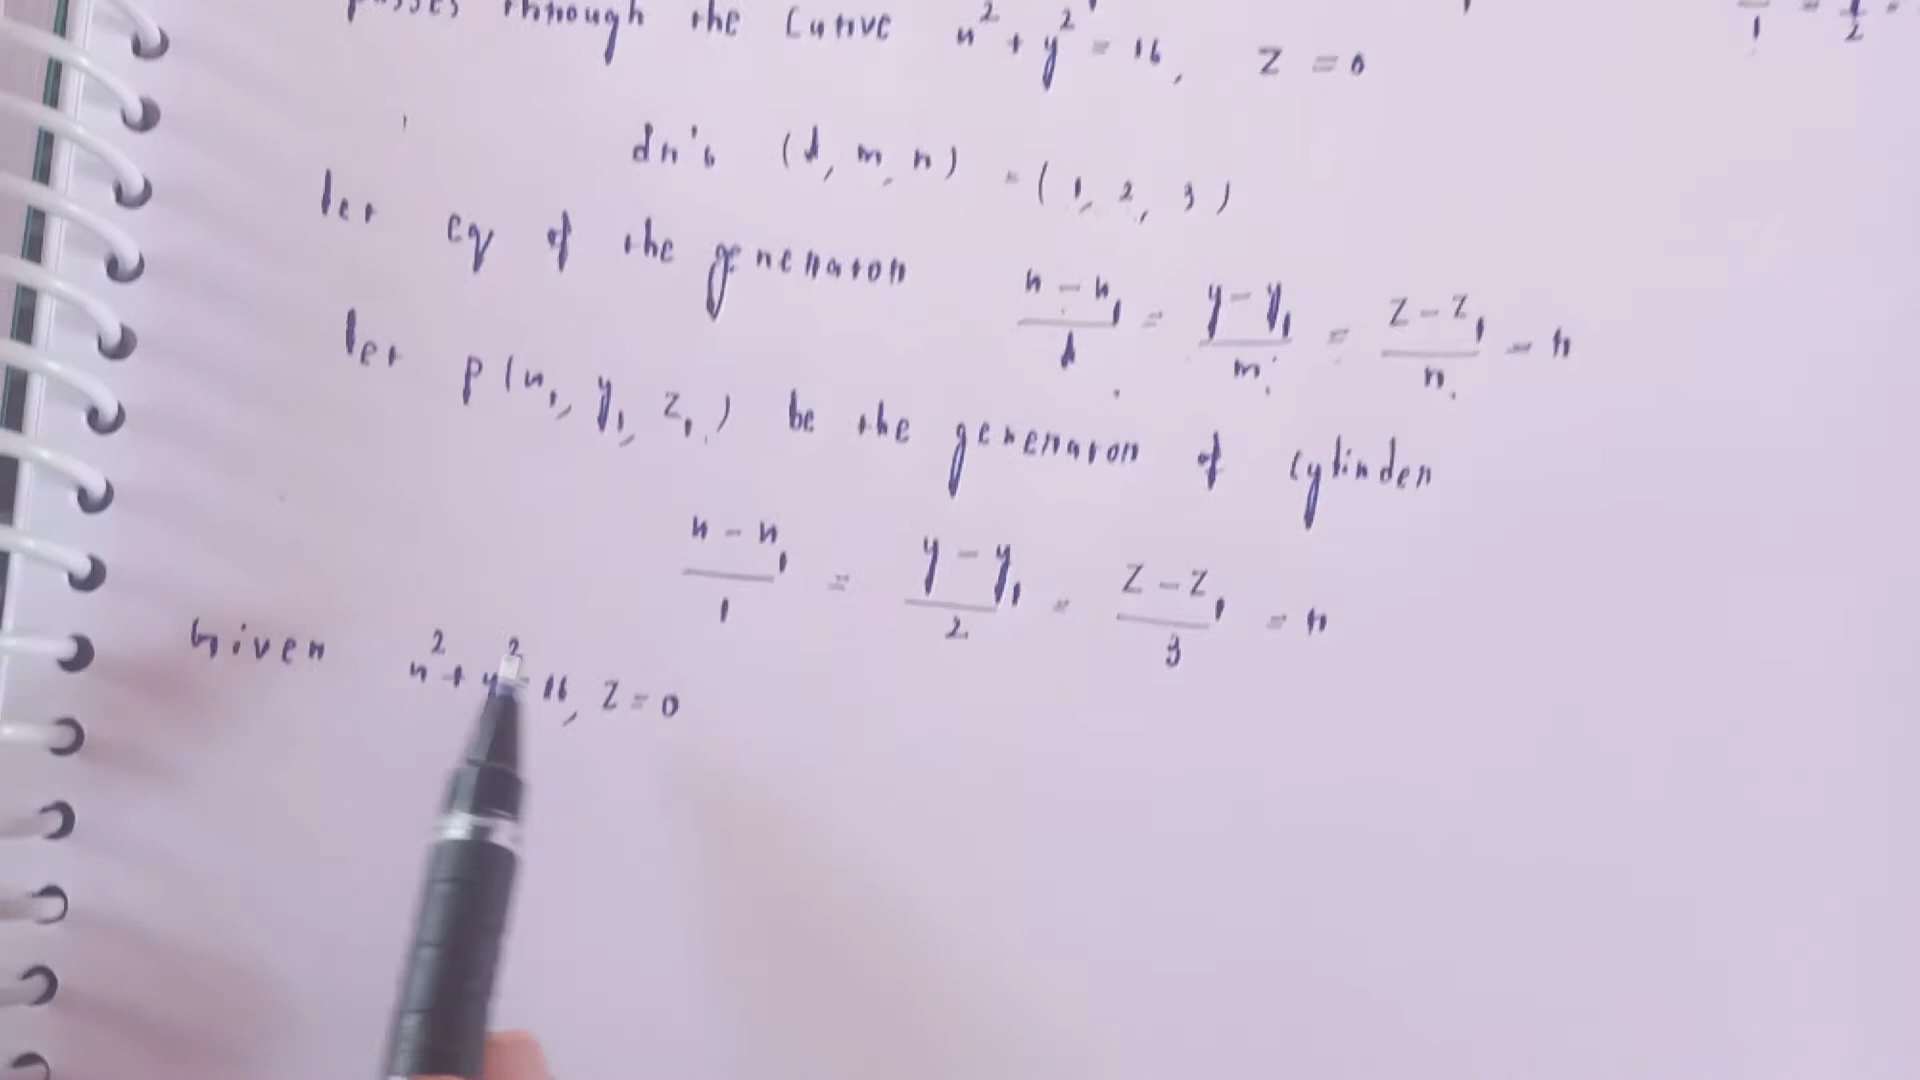 passes through the curve x² + y² = 16, z = 0
dr's (l, m, n) = (1, 2, 3)
let eq of the generator x - x₁/l = y - y₁/m = z - z₁/n = r
let P(x₁, y₁, z₁) be the generator of cylinder
x - x₁/1 = y - y₁/2 = z - z₁/3 = r
Given x² + y² = 16, z = 0